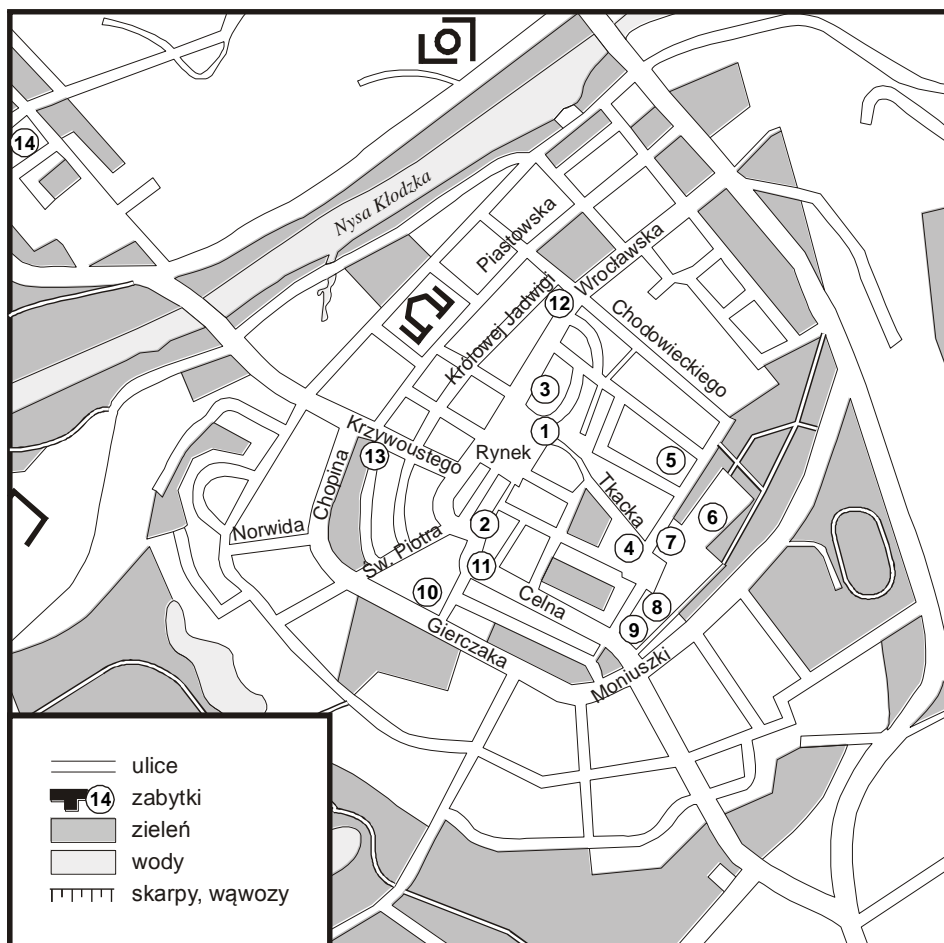 14
Nysa Kłodzka
Piastowska
Wrocławska
Królowej Jadwigi
12
Chodowieckiego
3
1
Krzywoustego
13
Rynek
5
Chopina
Tkacka
6
Norwida
2
7
4
Św. Piotra
11
10
Celna
8
9
Gierczaka
Moniuszki
ulice
14 zabytki
zieleń
wody
skarpy, wąwozy